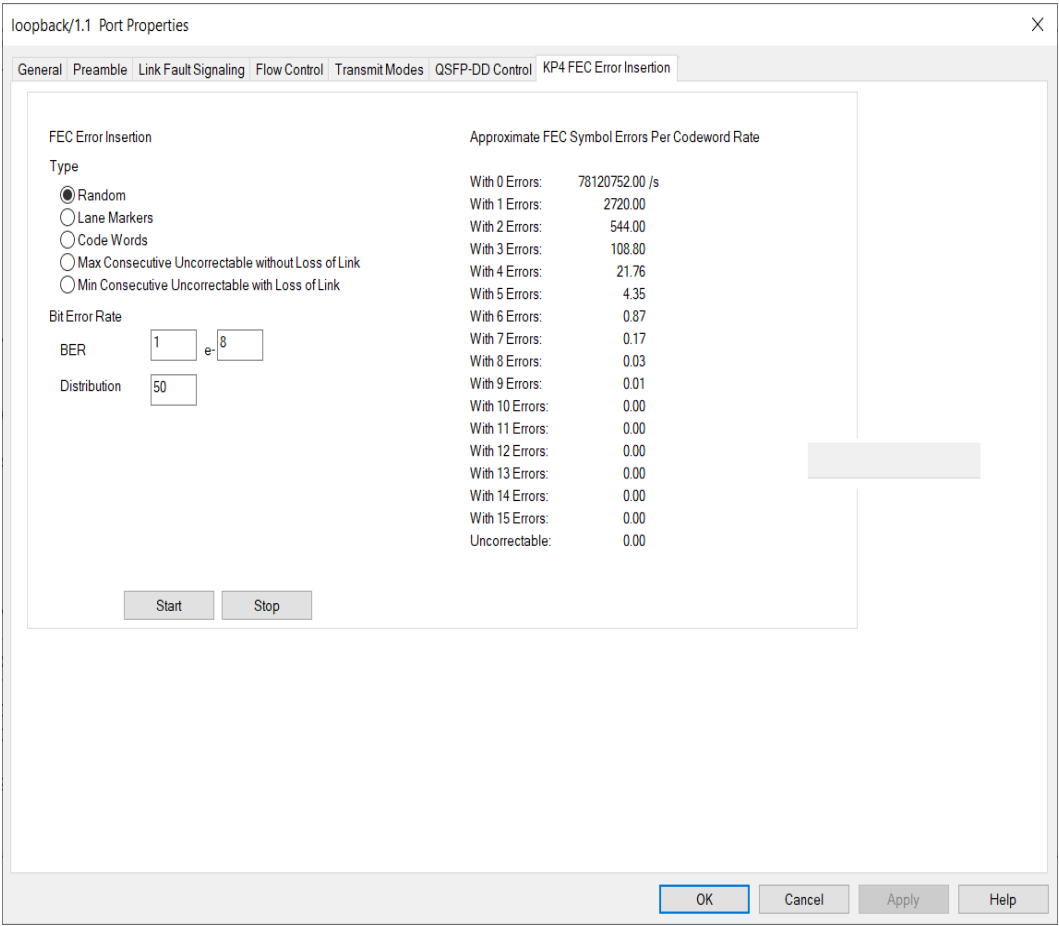 loopback/1.1 Port Properties
General Preamble Link Fault Signaling Flow Control Transmit Modes QSFP-DD Control KP4 FEC Error Insertion
FEC Error Insertion
Type
Random
Lane Markers
Code Words
Max Consecutive Uncorrectable without Loss of Link
Min Consecutive Uncorrectable with Loss of Link
Bit Error Rate
BER 1 e- 8
Distribution 50
Start Stop
Approximate FEC Symbol Errors Per Codeword Rate
With 0 Errors: 78120752.00 /s
With 1 Errors: 2720.00
With 2 Errors: 544.00
With 3 Errors: 108.80
With 4 Errors: 21.76
With 5 Errors: 4.35
With 6 Errors: 0.87
With 7 Errors: 0.17
With 8 Errors: 0.03
With 9 Errors: 0.01
With 10 Errors: 0.00
With 11 Errors: 0.00
With 12 Errors: 0.00
With 13 Errors: 0.00
With 14 Errors: 0.00
With 15 Errors: 0.00
Uncorrectable: 0.00
OK Cancel Apply Help